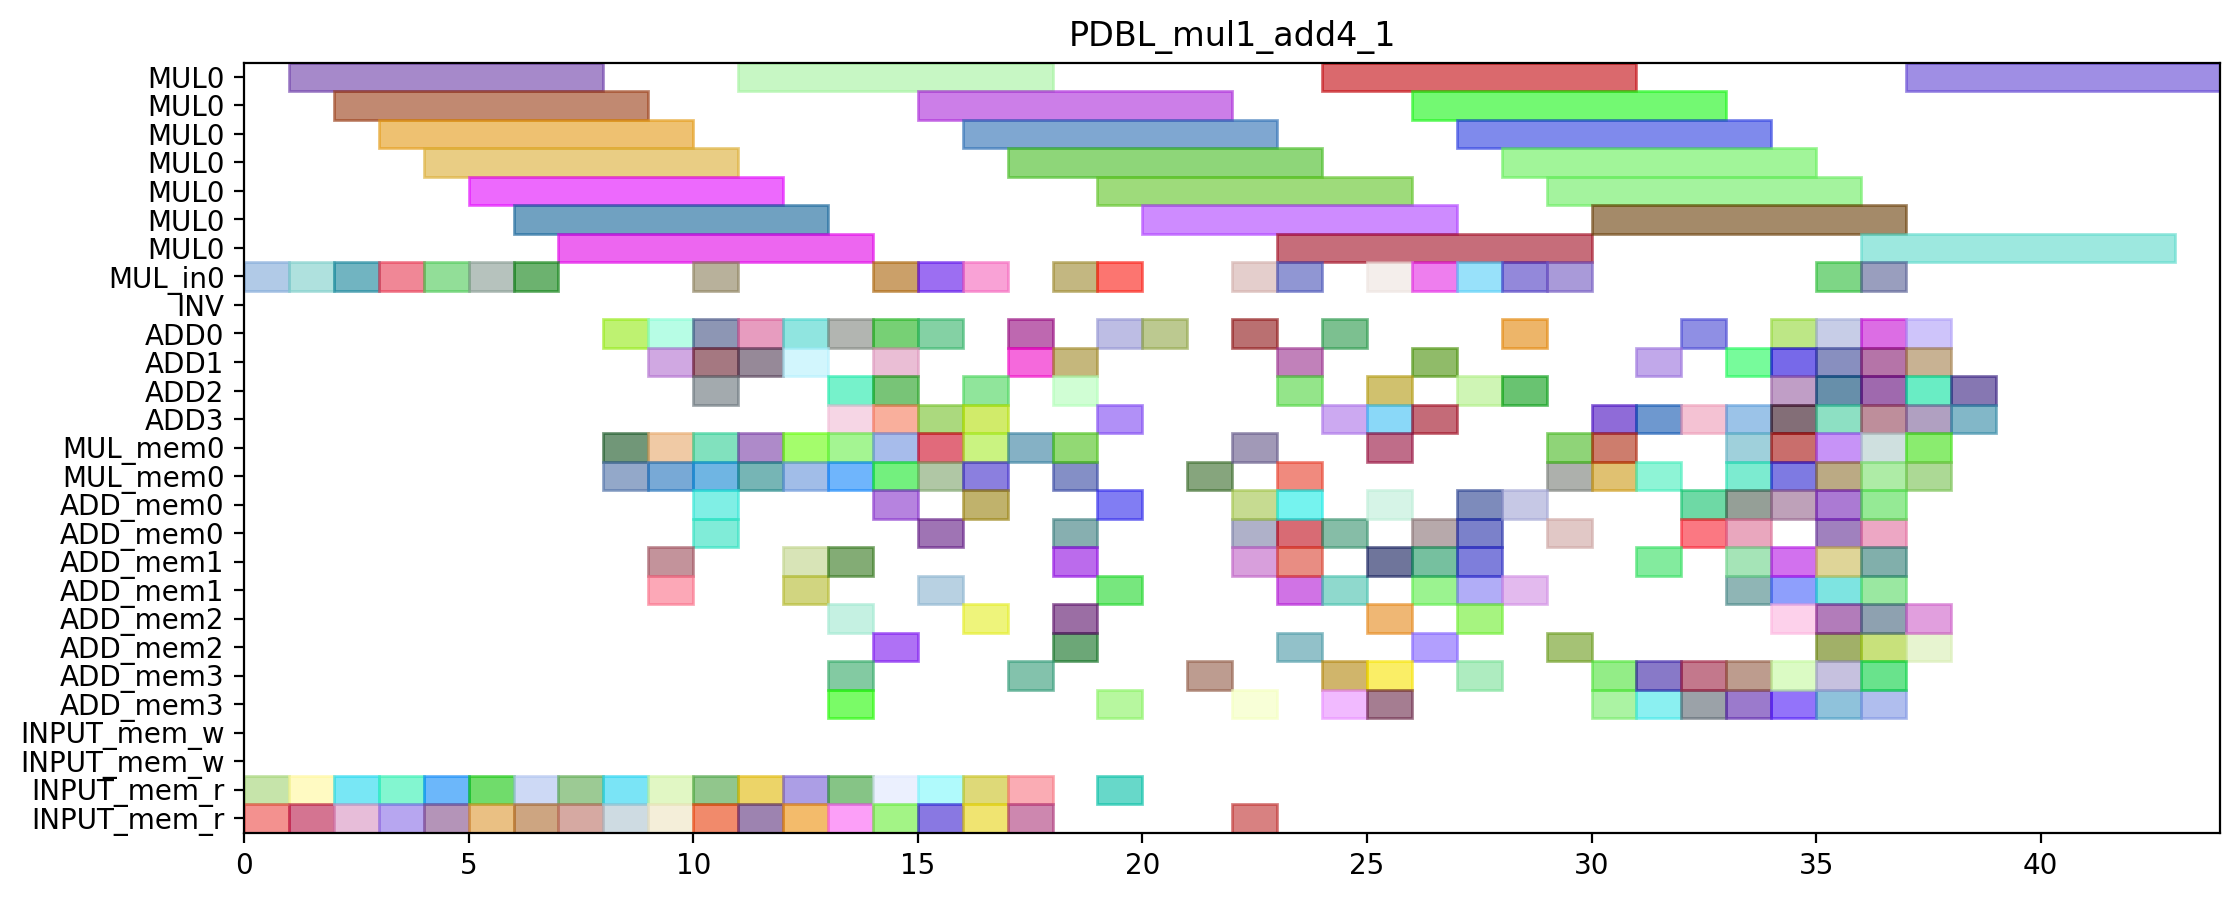 PDBL_mul1_add4_1
MUL0
MUL0
MUL0
MUL0
MUL0
MUL0
MUL0
MUL_in0
INV
ADD0
ADD1
ADD2
ADD3
MUL_mem0
MUL_mem0
ADD_mem0
ADD_mem0
ADD_mem1
ADD_mem1
ADD_mem2
ADD_mem2
ADD_mem3
ADD_mem3
INPUT_mem_w
INPUT_mem_w
INPUT_mem_r
INPUT_mem_r
0 5 10 15 20 25 30 35 40